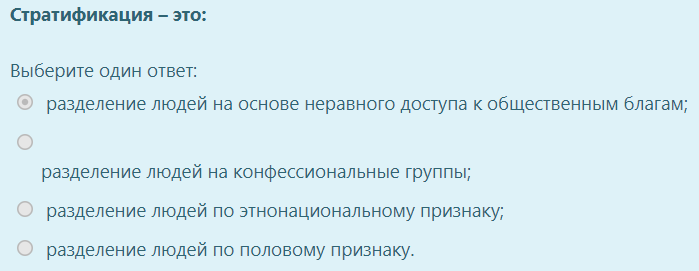 Стратификация – это:
Выберите один ответ:
разделение людей на основе неравного доступа к общественным благам;
разделение людей на конфессиональные группы;
разделение людей по этнонациональному признаку;
разделение людей по половому признаку.